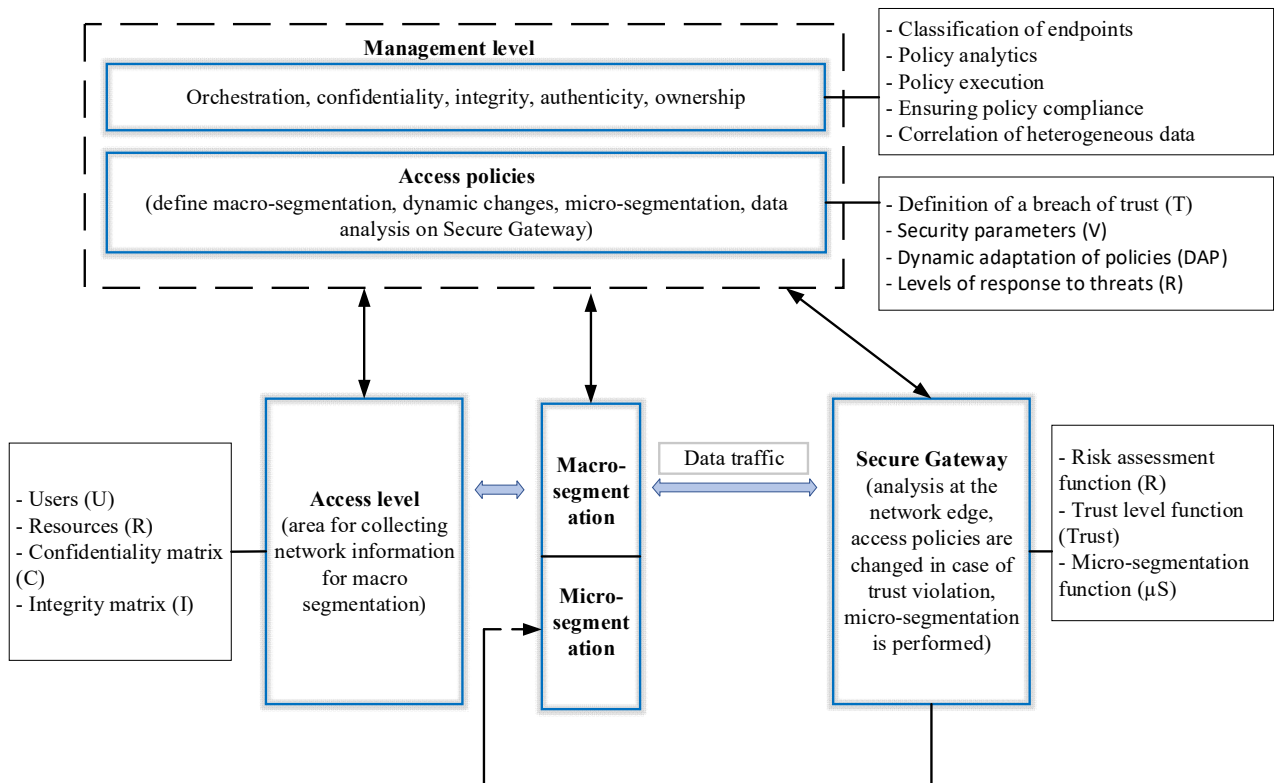 Management level
Orchestration, confidentiality, integrity, authenticity, ownership
- Classification of endpoints
- Policy analytics
- Policy execution
- Ensuring policy compliance
- Correlation of heterogeneous data
Access policies
(define macro-segmentation, dynamic changes, micro-segmentation, data
analysis on Secure Gateway)
- Definition of a breach of trust (T)
- Security parameters (V)
- Dynamic adaptation of policies (DAP)
- Levels of response to threats (R)
- Users (U)
- Resources (R)
- Confidentiality matrix
(C)
- Integrity matrix (I)
Access level
(area for collecting
network information
for macro
segmentation)
Macro-
segment
ation
Micro-
segment
ation
Data traffic
Secure Gateway
(analysis at the
network edge,
access policies are
changed in case of
trust violation,
micro-segmentation
is performed)
- Risk assessment
function (R)
- Trust level function
(Trust)
- Micro-segmentation
function (µS)